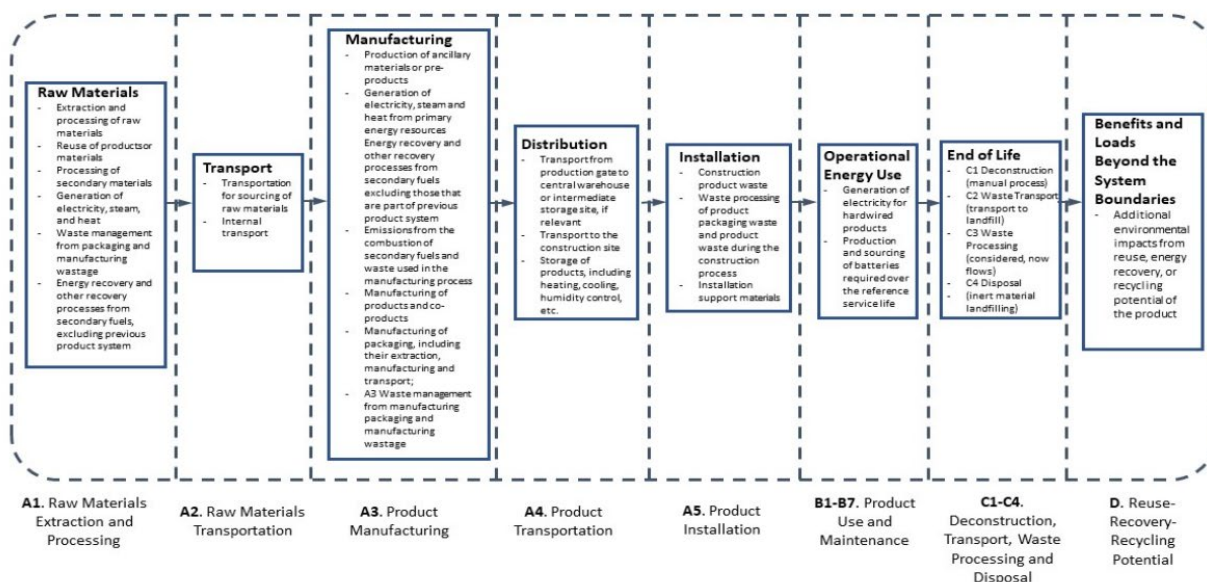 Raw Materials
- Extraction and
processing of raw
materials
- Reuse of productsor
materials
- Processing of
secondary materials
- Generation of
electricity, steam,
and heat
- Waste management
from packaging and
manufacturing
wastage
- Energy recovery and
other recovery
processes from
secondary fuels,
excluding previous
product system
Transport
- Transportation
for sourcing of
raw materials
- Internal
transport
Manufacturing
- Production of ancillary
materials or pre-
products
- Generation of
electricity, steam and
heat from primary
energy resources
Energy recovery and
other recovery
processes from
secondary fuels
excluding those that
are part of previous
product system
- Emissions from the
combustion of
secondary fuels and
waste used in the
manufacturing process
- Manufacturing of
products and co-
products
- Manufacturing of
packaging, including
their extraction,
manufacturing and
transport;
- A3 Waste management
from manufacturing
packaging and
manufacturing
wastage
Distribution
- Transport from
production gate to
central warehouse
or intermediate
storage site, if
relevant
- Transport to the
construction site
- Storage of
products, including
heating, cooling,
humidity control,
etc.
Installation
- Construction
product waste
- Waste processing
of product
packaging waste
and product
waste during the
construction
process
- Installation
support materials
Operational
Energy Use
- Generation of
electricity for
hardwired
products
- Production
and sourcing
of batteries
required over
the reference
service life
End of Life
- C1 Deconstruction
(manual process)
- C2 Waste Transport
(transport to
landfill)
- C3 Waste
Processing
(considered, now
flows)
- C4 Disposal
- (inert material
landfilling)
Benefits and
Loads
Beyond the
System
Boundaries
- Additional
environmental
impacts from
reuse, energy
recovery, or
recycling
potential of
the product
A1. Raw Materials
Extraction and
Processing
A2. Raw Materials
Transportation
A3. Product
Manufacturing
A4. Product
Transportation
A5. Product
Installation
B1-B7. Product
Use and
Maintenance
C1-C4.
Deconstruction,
Transport, Waste
Processing and
Disposal
D. Reuse-
Recovery-
Recycling
Potential